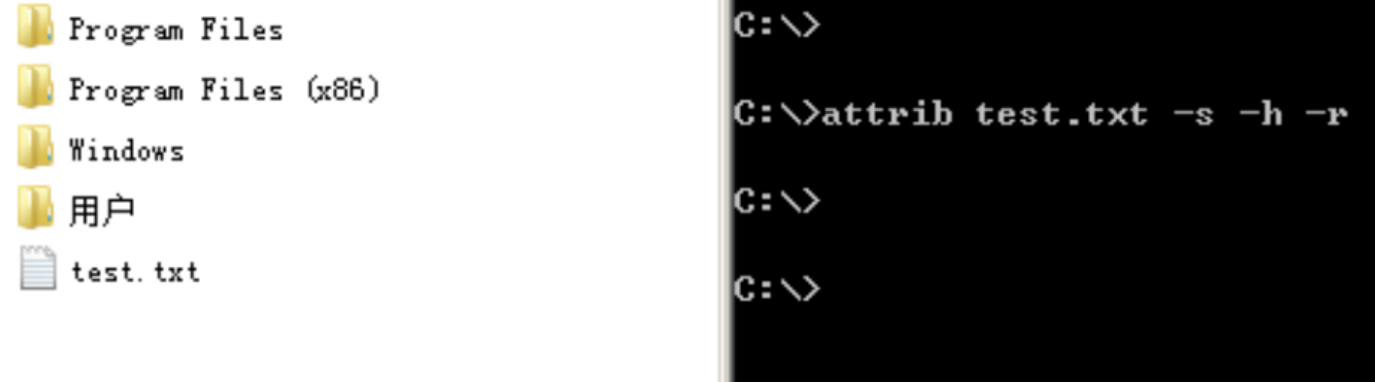 Program Files
Program Files (x86)
Windows
用户
test.txt
C:\>
C:\>attrib test.txt -s -h -r
C:\>
C:\>